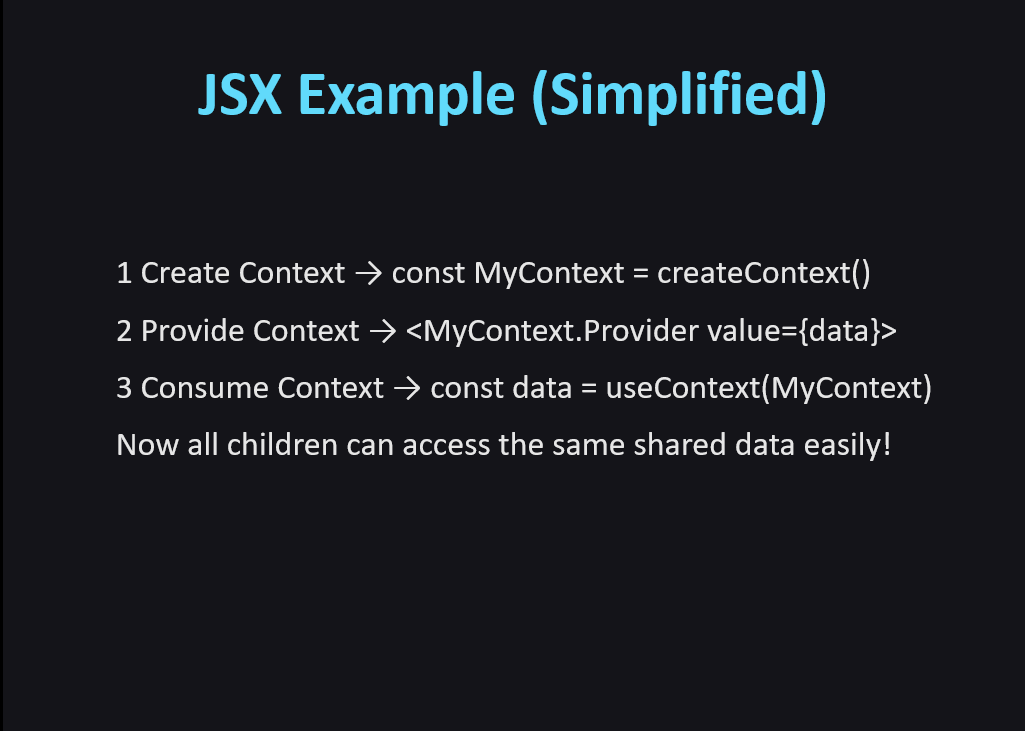 JSX Example (Simplified)
1 Create Context → const MyContext = createContext()
2 Provide Context → <MyContext.Provider value={data}>
3 Consume Context → const data = useContext(MyContext)
Now all children can access the same shared data easily!